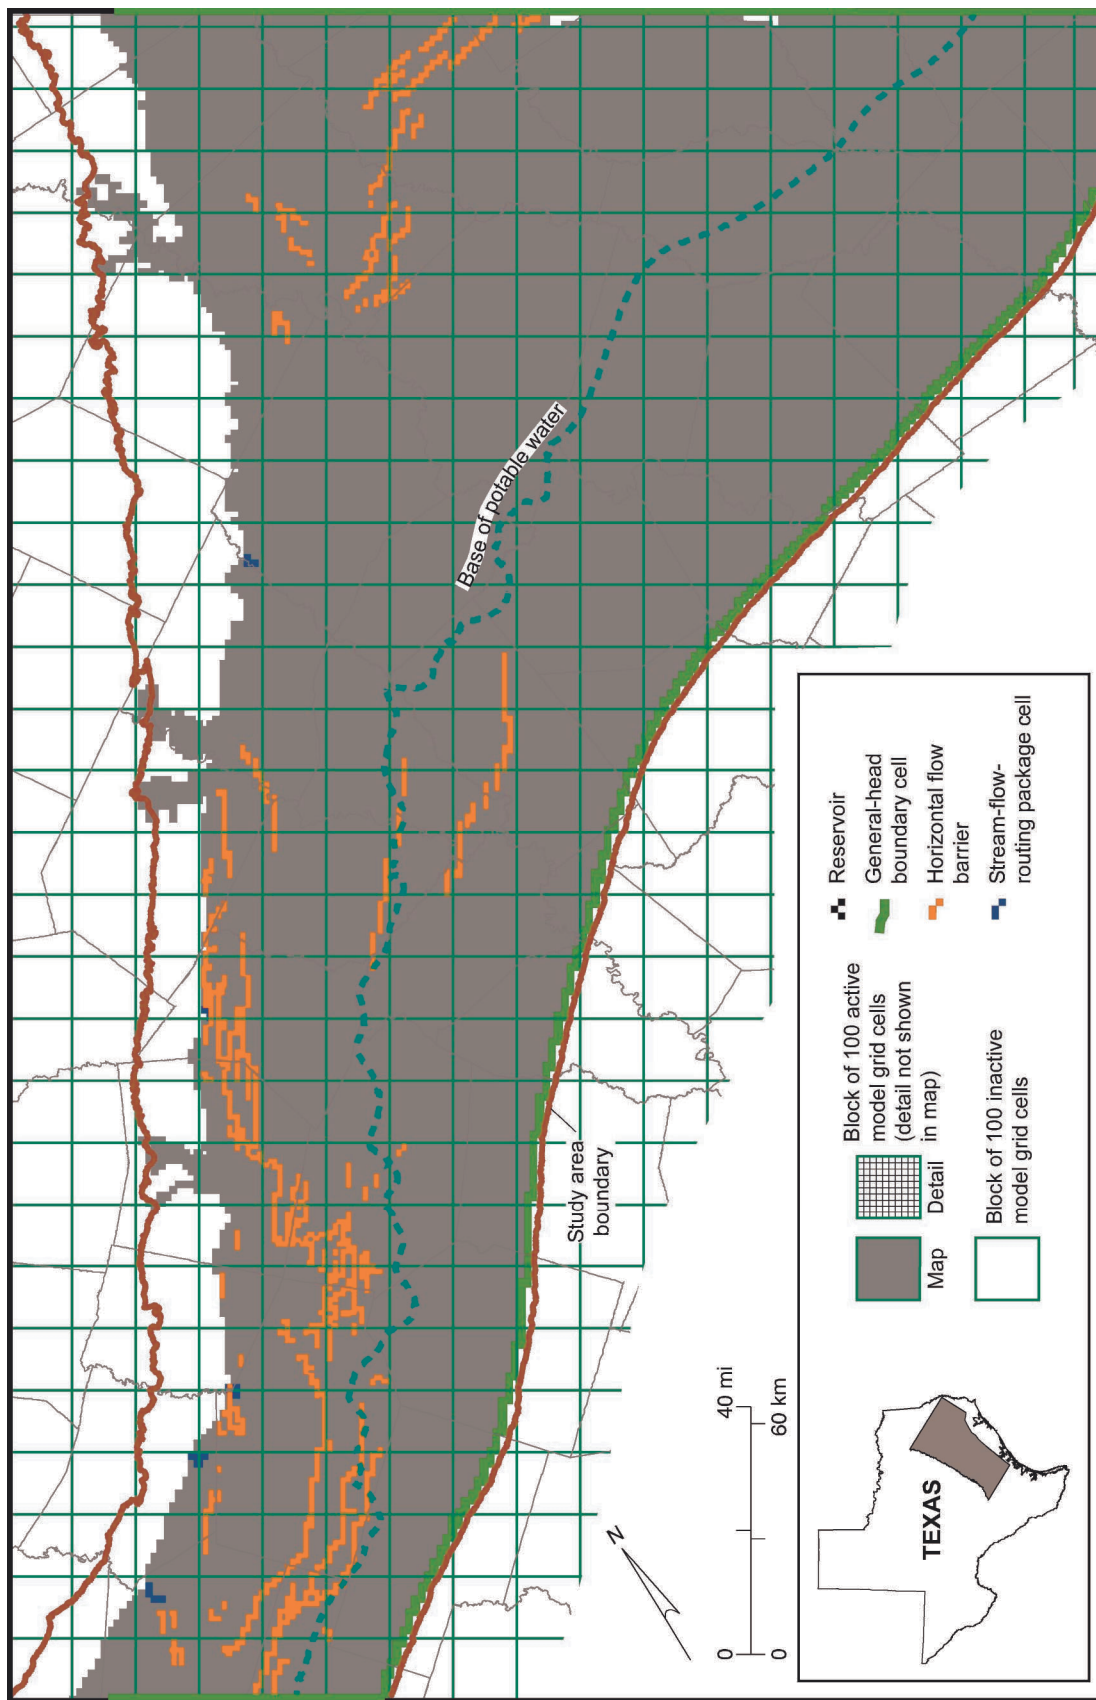 Base of potable water
Study area
boundary
N
0
40 mi
0
60 km
TEXAS
Map
Detail
Block of 100 active
model grid cells
(detail not shown
in map)
Block of 100 inactive
model grid cells
Reservoir
General-head
boundary cell
Horizontal flow
barrier
Stream-flow-
routing package cell